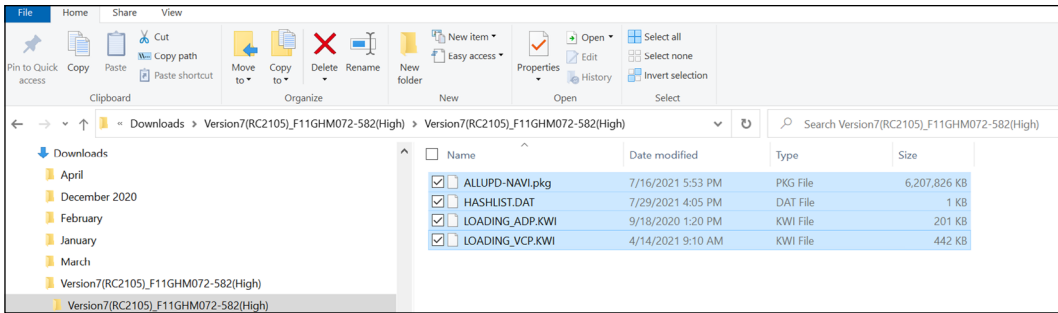 File Home Share View
Pin to Quick access
Copy
Paste
Cut
Copy path
Paste shortcut
Clipboard
Move to
Copy to
Delete
Rename
Organize
New folder
New item
Easy access
New
Properties
Open
Edit
History
Open
Select all
Select none
Invert selection
Select
« Downloads > Version7(RC2105)_F11GHM072-582(High) > Version7(RC2105)_F11GHM072-582(High)
Search Version7(RC2105)_F11GHM072-582(High)
Downloads
April
December 2020
February
January
March
Version7(RC2105)_F11GHM072-582(High)
Version7(RC2105)_F11GHM072-582(High)
Name Date modified Type Size
ALLUPD-NAVI.pkg 7/16/2021 5:53 PM PKG File 6,207,826 KB
HASHLIST.DAT 7/29/2021 4:05 PM DAT File 1 KB
LOADING_ADP.KWI 9/18/2020 1:20 PM KWI File 201 KB
LOADING_VCP.KWI 4/14/2021 9:10 AM KWI File 442 KB